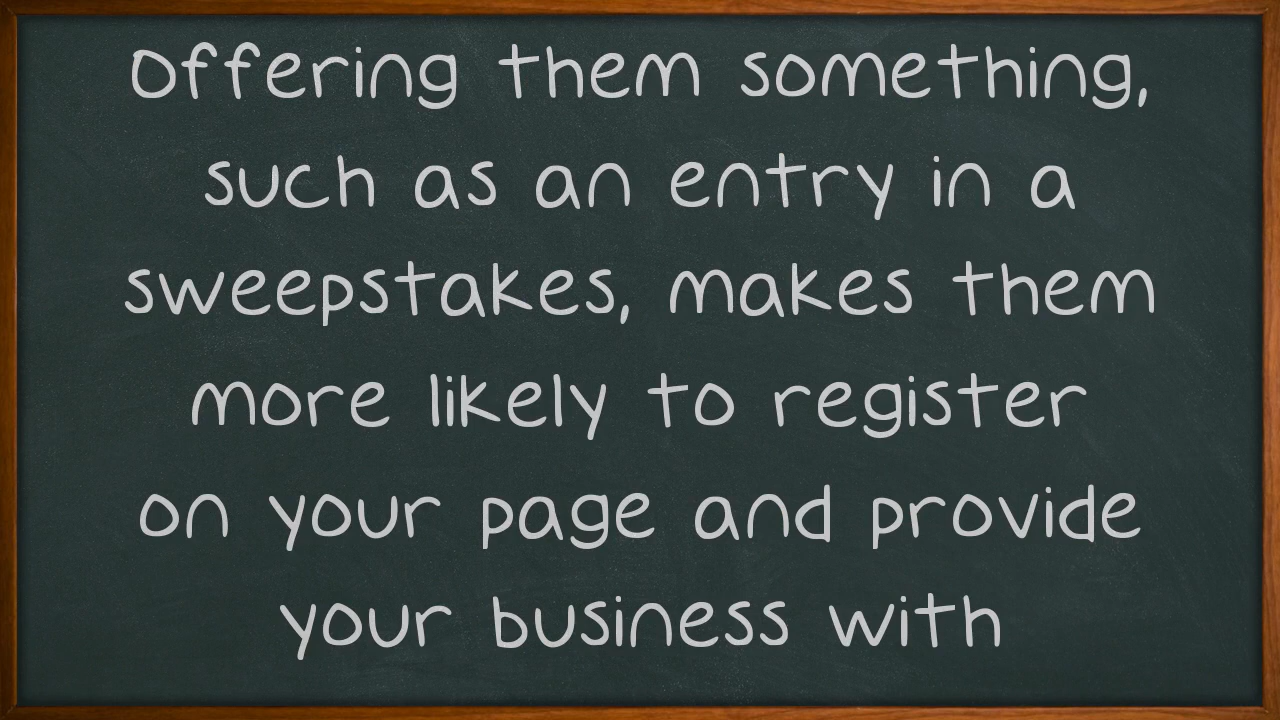 Offering them something,
such as an entry in a
sweepstakes, makes them
more likely to register
on your page and provide
your business with